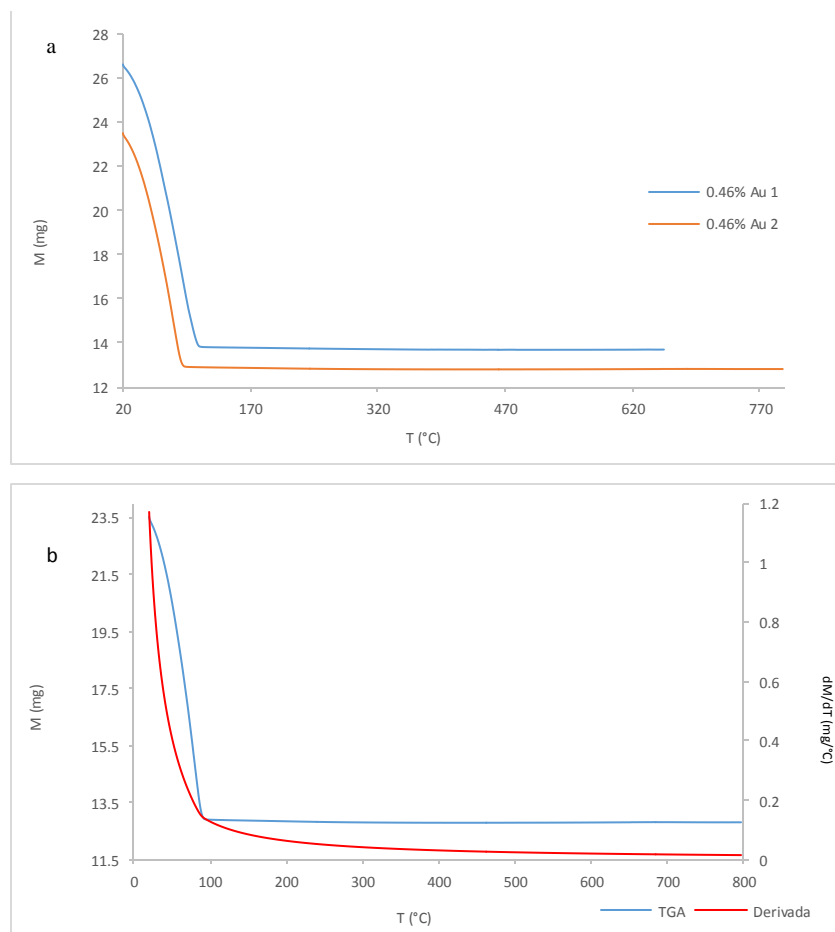 a
28
26
24
22
20
18
16
14
12
M (mg)
20 170 320 470 620 770
T (°C)
0.46% Au 1
0.46% Au 2
b
23.5
21.5
19.5
17.5
15.5
13.5
11.5
M (mg)
1.2
1
0.8
0.6
0.4
0.2
0
dM/dT (mg/°C)
0 100 200 300 400 500 600 700 800
T (°C)
TGA Derivada